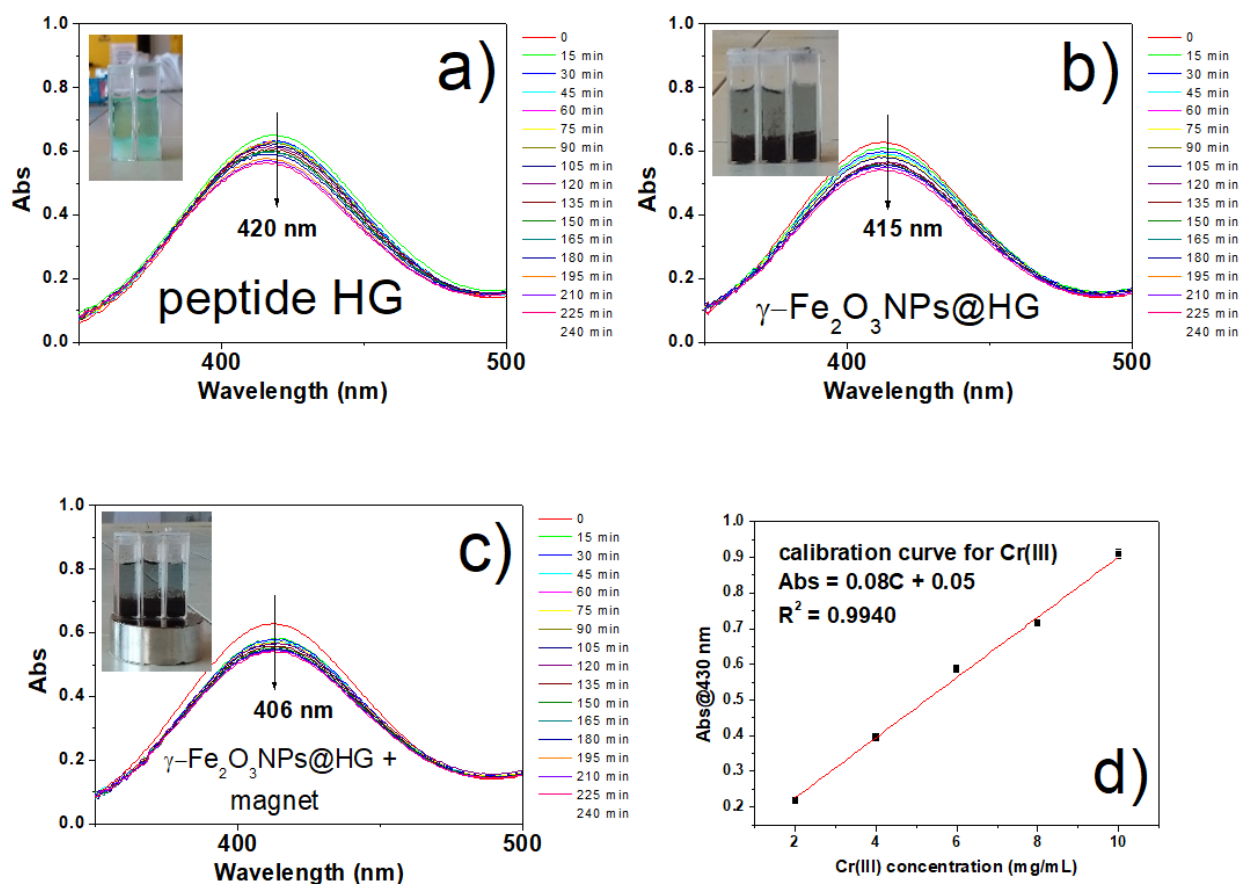 a)
1.0
0.8
0.6
0.4
0.2
0.0
Abs
420 nm
peptide HG
400
500
Wavelength (nm)
0
15 min
30 min
45 min
60 min
75 min
90 min
105 min
120 min
135 min
150 min
165 min
180 min
195 min
210 min
225 min
240 min
b)
1.0
0.8
0.6
0.4
0.2
0.0
Abs
415 nm
γ−Fe₂O₃NPs@HG
400
500
Wavelength (nm)
0
15 min
30 min
45 min
60 min
75 min
90 min
105 min
120 min
135 min
150 min
165 min
180 min
195 min
210 min
225 min
240 min
c)
1.0
0.8
0.6
0.4
0.2
0.0
Abs
406 nm
γ−Fe₂O₃NPs@HG +
magnet
400
500
Wavelength (nm)
0
15 min
30 min
45 min
60 min
75 min
90 min
105 min
120 min
135 min
150 min
165 min
180 min
195 min
210 min
225 min
240 min
1.0
0.9
0.8
0.7
0.6
0.5
0.4
0.3
0.2
Abs@430 nm
calibration curve for Cr(III)
Abs = 0.08C + 0.05
R² = 0.9940
d)
2
4
6
8
10
Cr(III) concentration (mg/mL)